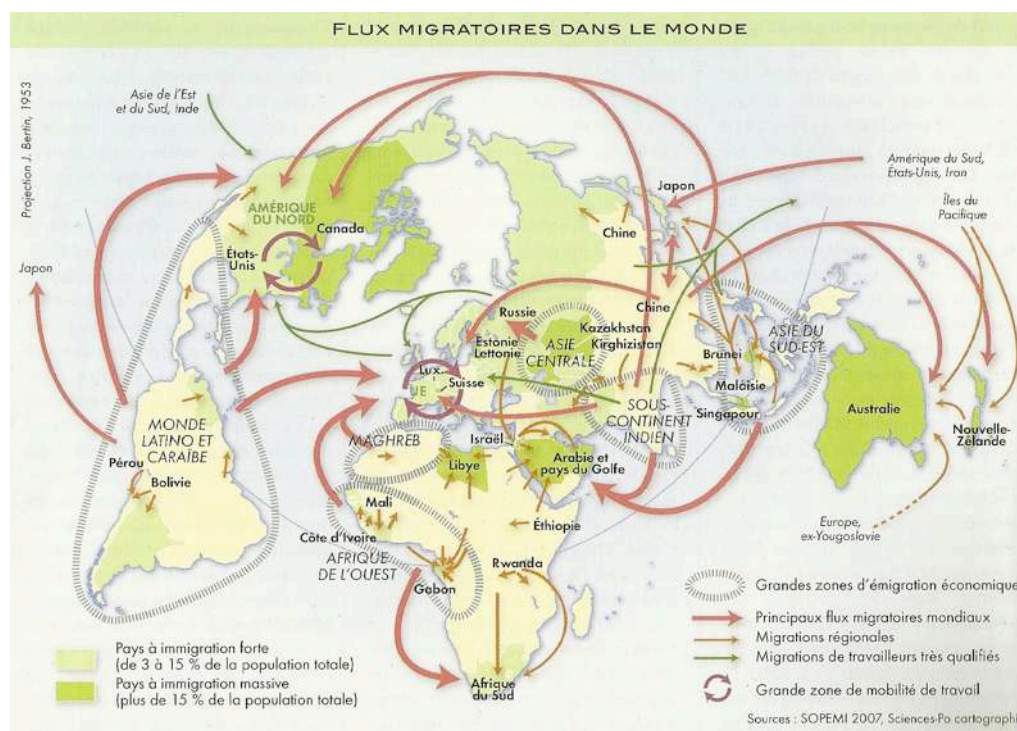 FLUX MIGRATOIRES DANS LE MONDE
Projection J. Bertin, 1953
Asie de l'Est
et du Sud, Inde
Amérique du Sud,
États-Unis, Iran
Îles du
Pacifique
Japon
AMÉRIQUE
DU NORD
Canada
États-
Unis
Japon
Chine
Russie
Estonie
Lettonie
Kazakhstan
Kirghizistan
Chine
ASIE
CENTRALE
ASIE DU
SUD-EST
Brunei
Malaisie
Singapour
Lux.
UE
Suisse
SOUS-
CONTINENT
INDIEN
Australie
Nouvelle-
Zélande
MONDE
LATINO ET
CARAÏBE
Pérou
Bolivie
MAGHREB
Israël
Libye
Arabie et
pays du Golfe
Mali
Côte d'Ivoire
Éthiopie
AFRIQUE
DE L'OUEST
Rwanda
Gabon
Afrique
du Sud
Europe,
ex-Yougoslavie
Pays à immigration forte
(de 3 à 15 % de la population totale)
Pays à immigration massive
(plus de 15 % de la population totale)
Grandes zones d'émigration économique
Principaux flux migratoires mondiaux
Migrations régionales
Migrations de travailleurs très qualifiés
Grande zone de mobilité de travail
Sources : SOPEMI 2007, Sciences-Po cartographi